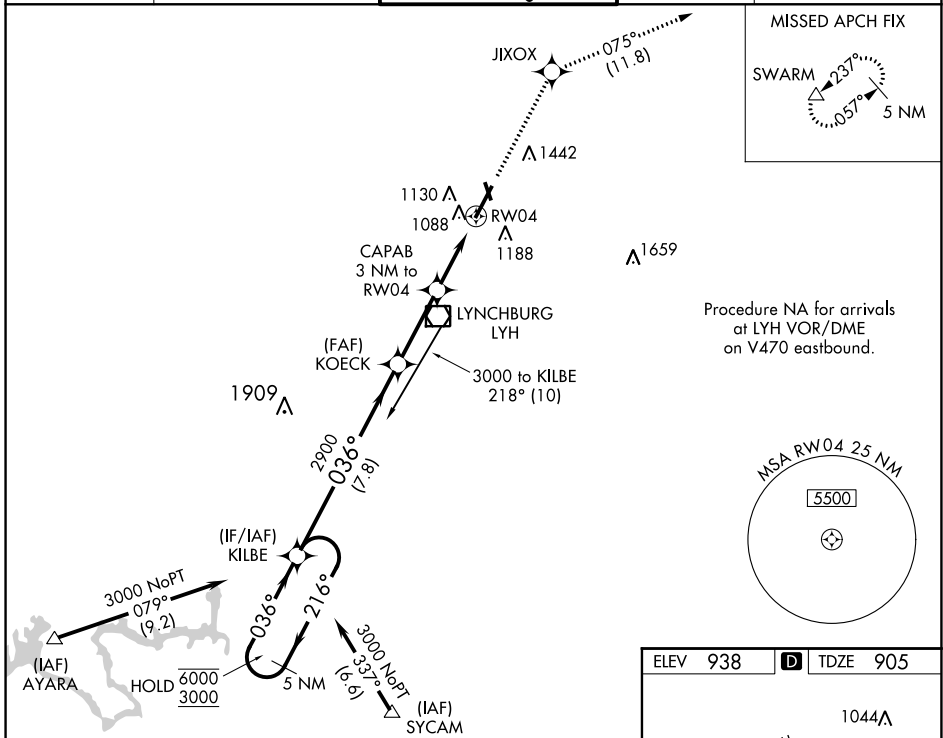 MISSED APCH FIX
SWARM
237°
057°
5 NM
JIXOX
075°
(11.8)
1442
1130
1088
RW04
1188
1659
CAPAB
3 NM to
RW04
LYNCHBURG
LYH
Procedure NA for arrivals
at LYH VOR/DME
on V470 eastbound.
(FAF)
KOECK
3000 to KILBE
218° (10)
1909
2900
036°
(7.8)
MSA RW04 25 NM
5500
(IF/IAF)
KILBE
3000 NoPT
079°
(9.2)
(IAF)
AYARA
036°
216°
HOLD 6000
3000
5 NM
3000 NoPT
337°
(6.6)
(IAF)
SYCAM
ELEV 938 D TDZE 905
1044